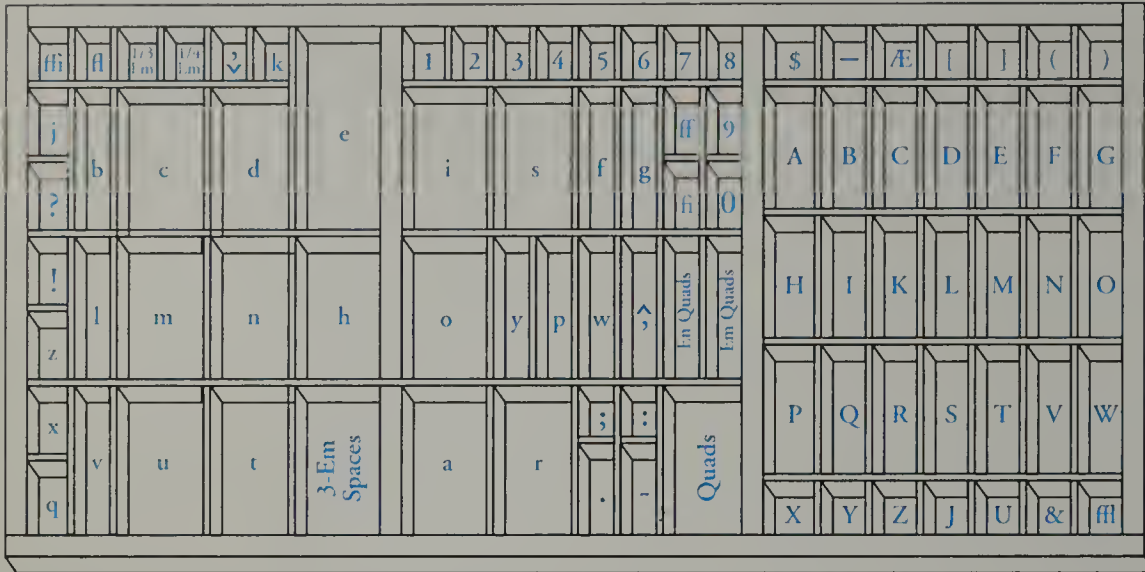 ffi fl 1/3 Em 1/4 Em ’ k 1 2 3 4 5 6 7 8 $ — Æ [ ] ( )
j e ff 9
b c d i s f g A B C D E F G
? fi 0
! H I K L M N O
l m n h o y p w , En Quads Em Quads
z
x ; : P Q R S T V W
v u t 3-Em Spaces a r Quads
q . - X Y Z J U & ffl